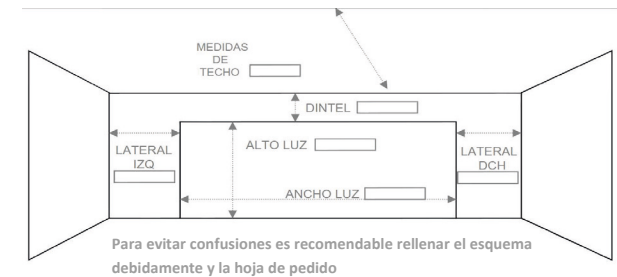 MEDIDAS
DE
TECHO
DINTEL
ALTO LUZ
LATERAL
IZQ
LATERAL
DCH
ANCHO LUZ
Para evitar confusiones es recomendable rellenar el esquema
debidamente y la hoja de pedido